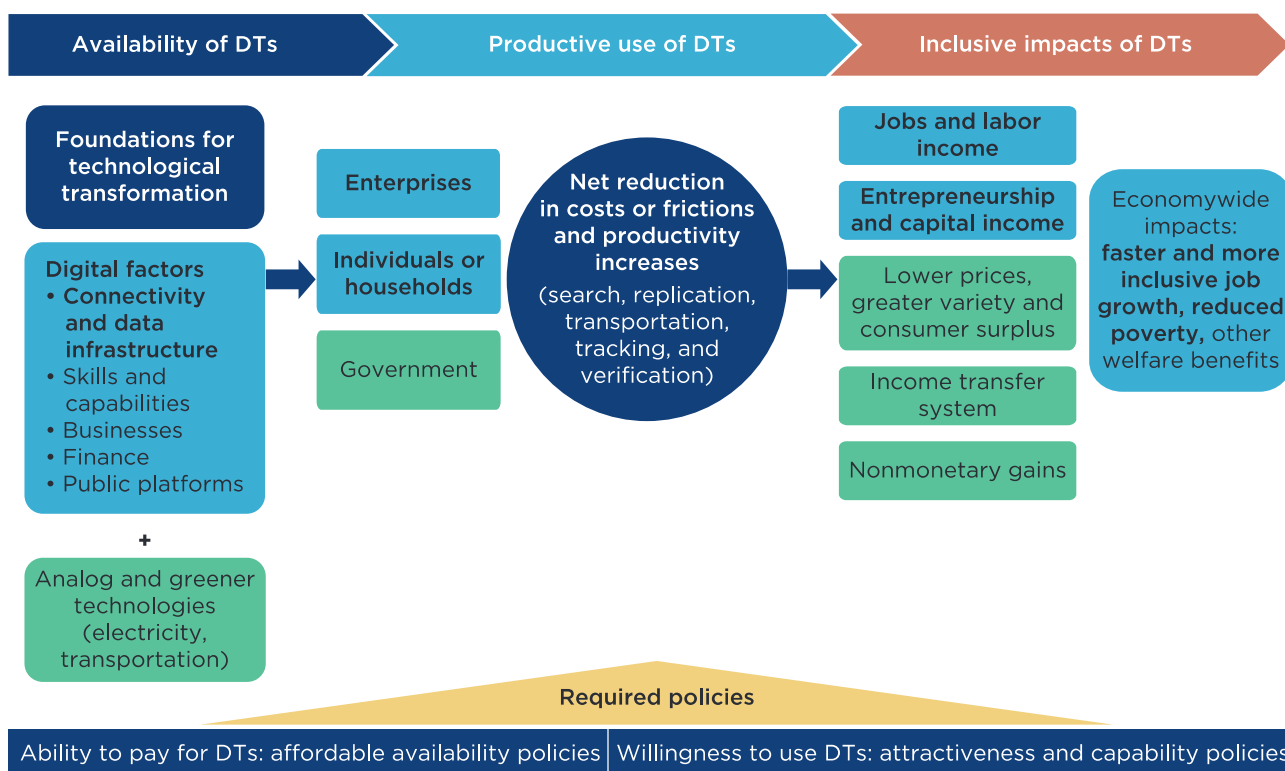 Availability of DTs
Productive use of DTs
Inclusive impacts of DTs
Foundations for
technological
transformation
Digital factors
• Connectivity
and data
infrastructure
• Skills and
capabilities
• Businesses
• Finance
• Public platforms
+
Analog and greener
technologies
(electricity,
transportation)
Enterprises
Individuals or
households
Government
Net reduction
in costs or frictions
and productivity
increases
(search, replication,
transportation,
tracking, and
verification)
Jobs and labor
income
Entrepreneurship
and capital income
Lower prices,
greater variety and
consumer surplus
Income transfer
system
Nonmonetary gains
Economywide
impacts:
faster and more
inclusive job
growth, reduced
poverty, other
welfare benefits
Required policies
Ability to pay for DTs: affordable availability policies
Willingness to use DTs: attractiveness and capability policies